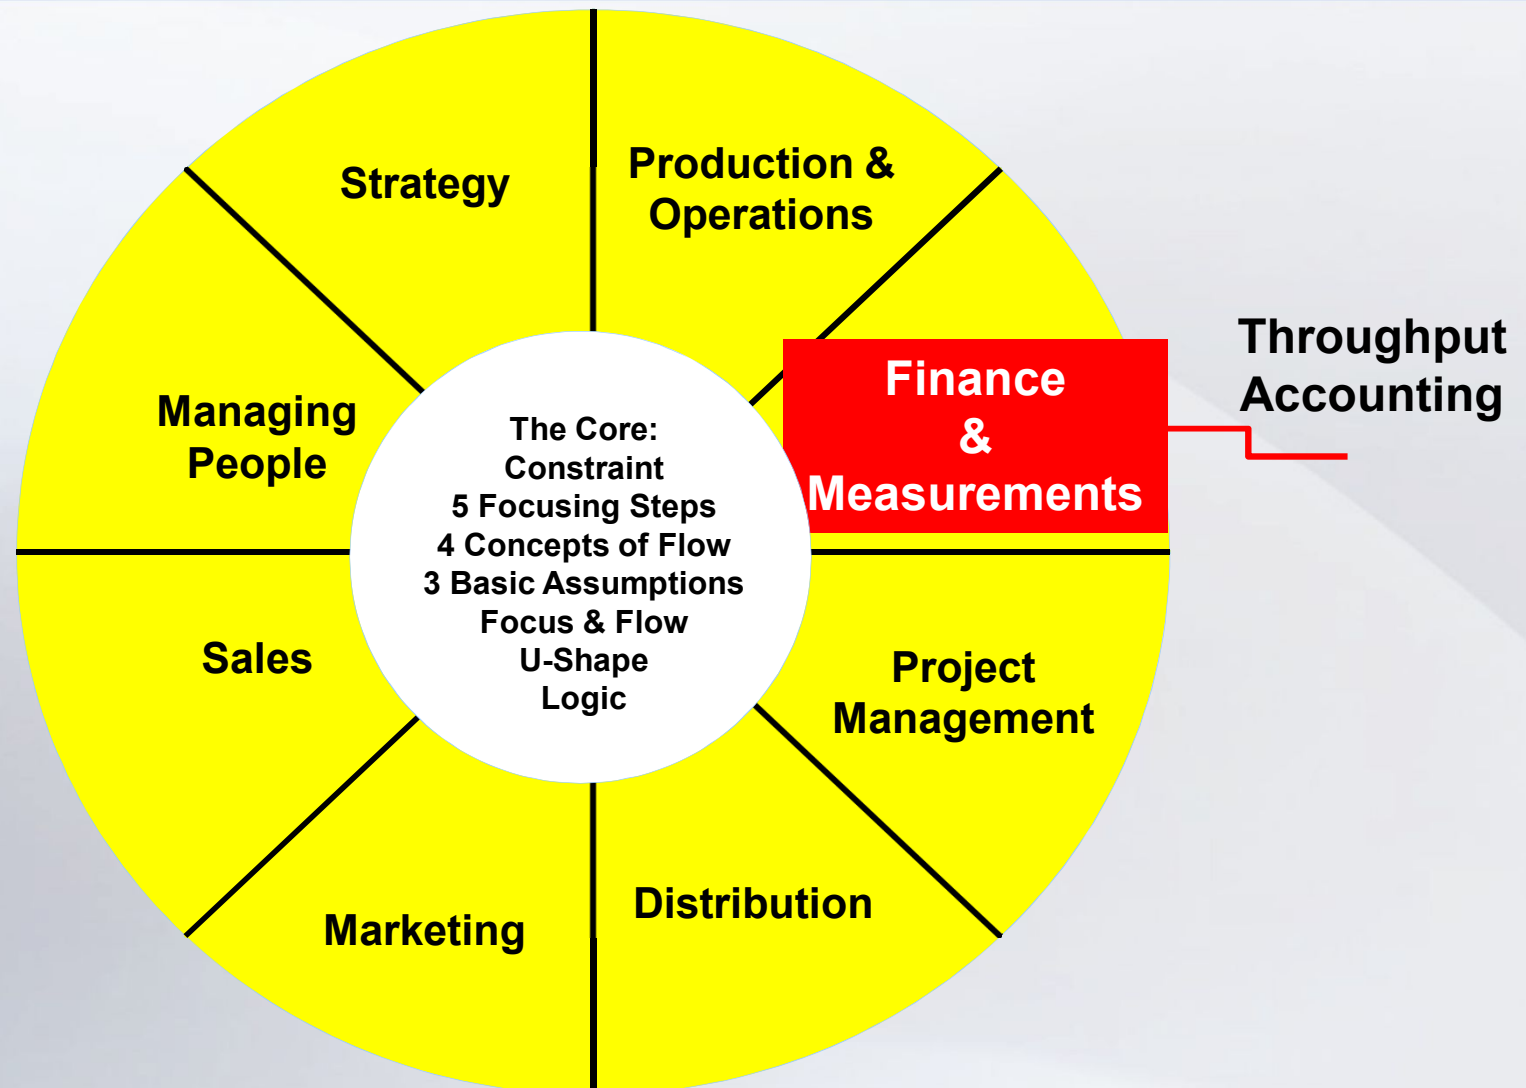 Strategy
Production &
Operations
Finance
&
Measurements
Throughput
Accounting
Managing
People
The Core:
Constraint
5 Focusing Steps
4 Concepts of Flow
3 Basic Assumptions
Focus & Flow
U-Shape
Logic
Sales
Project
Management
Marketing
Distribution